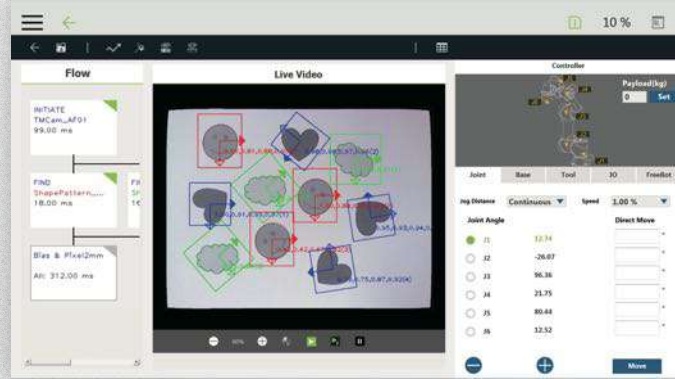 10 %
Flow
INITIATE
TMCam_Af01
99.00 ms
FIND
ShapePattern_...
18.00 ms
Blas & Pixel2mm
All: 312.00 ms
Live Video
Controller
Payload(kg)
0 Set
Joint Base Tool IO FreeBot
Jog Distance Continuous Speed 1.00 %
Joint Angle Direct Move
J1 12.74
J2 -26.07
J3 96.36
J4 21.75
J5 80.44
J6 12.52
Move